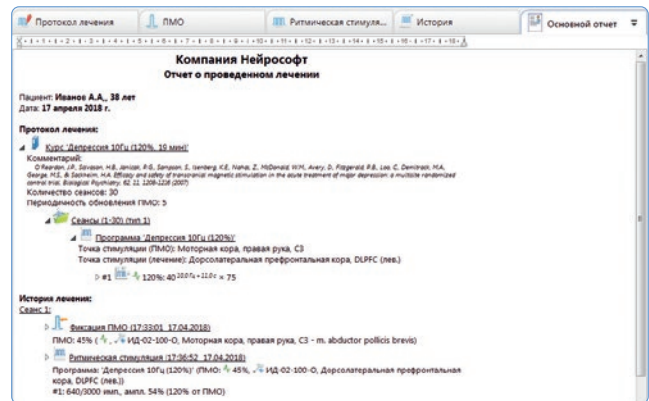 Протокол лечения
ПМО
Ритмическая стимуля...
История
Основной отчет
Компания Нейрософт
Отчет о проведенном лечении
Пациент: Иванов А.А., 38 лет
Дата: 17 апреля 2018 г.
Протокол лечения:
Курс 'Депрессия 10Гц (120%, 19 мин)'
Комментарий:
O'Reardon, J.P., Solvason, H.B., Janicak, P.G., Sampson, S., Isenberg, K.E., Nahas, Z., McDonald, W.M., Avery, D., Fitzgerald, P.B., Loo, C., Demitrack, M.A.,
George, M.S., & Sackheim, H.A. Efficacy and safety of transcranial magnetic stimulation in the acute treatment of major depression: a multisite randomized
control trial. Biological Psychiatry, 62, 11, 1208-1216 (2007)
Количество сеансов: 30
Периодичность обновления ПМО: 5
Сеансы (1-30) (тип 1)
Программа 'Депрессия 10Гц (120%)'
Точка стимуляции (ПМО): Моторная кора, правая рука, C3
Точка стимуляции (лечение): Дорсолатеральная префронтальная кора, DLPFC (лев.)
#1 120%: 40 10,0 Гц + 11,0 с × 75
История лечения:
Сеанс 1:
Фиксация ПМО (17:33:01 17.04.2018)
ПМО: 45% ( , ИД-02-100-О, Моторная кора, правая рука, C3 - m. abductor pollicis brevis)
Ритмическая стимуляция (17:36:52 17.04.2018)
Программа: 'Депрессия 10Гц (120%)' (ПМО: 45%, ИД-02-100-О, Дорсолатеральная префронтальная
кора, DLPFC (лев.))
#1: 640/3000 имп., ампл. 54% (120% от ПМО)